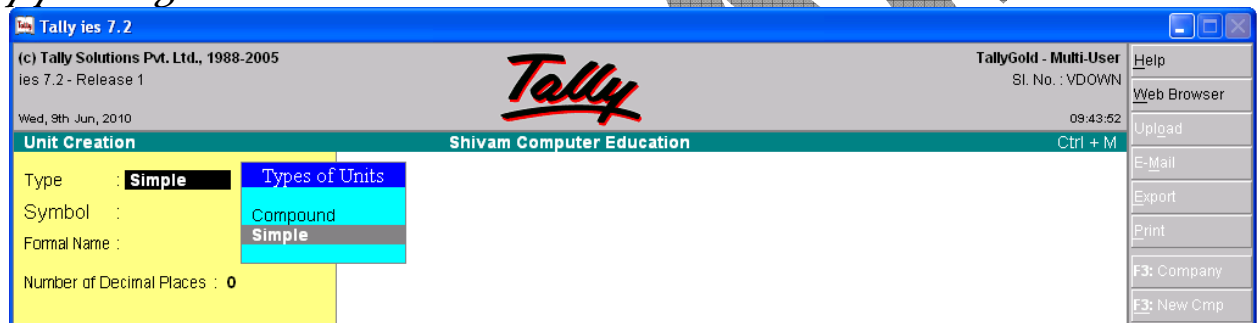 Tally ies 7.2
(c) Tally Solutions Pvt. Ltd., 1988-2005
ies 7.2 - Release 1
Wed, 9th Jun, 2010
Tally
TallyGold - Multi-User
Sl. No. : VDOWN
09:43:52
Unit Creation Shivam Computer Education Ctrl + M
Type : Simple
Symbol :
Formal Name :
Number of Decimal Places : 0
Types of Units
Compound
Simple
Help
Web Browser
Upload
E-Mail
Export
Print
F3: Company
F3: New Cmp